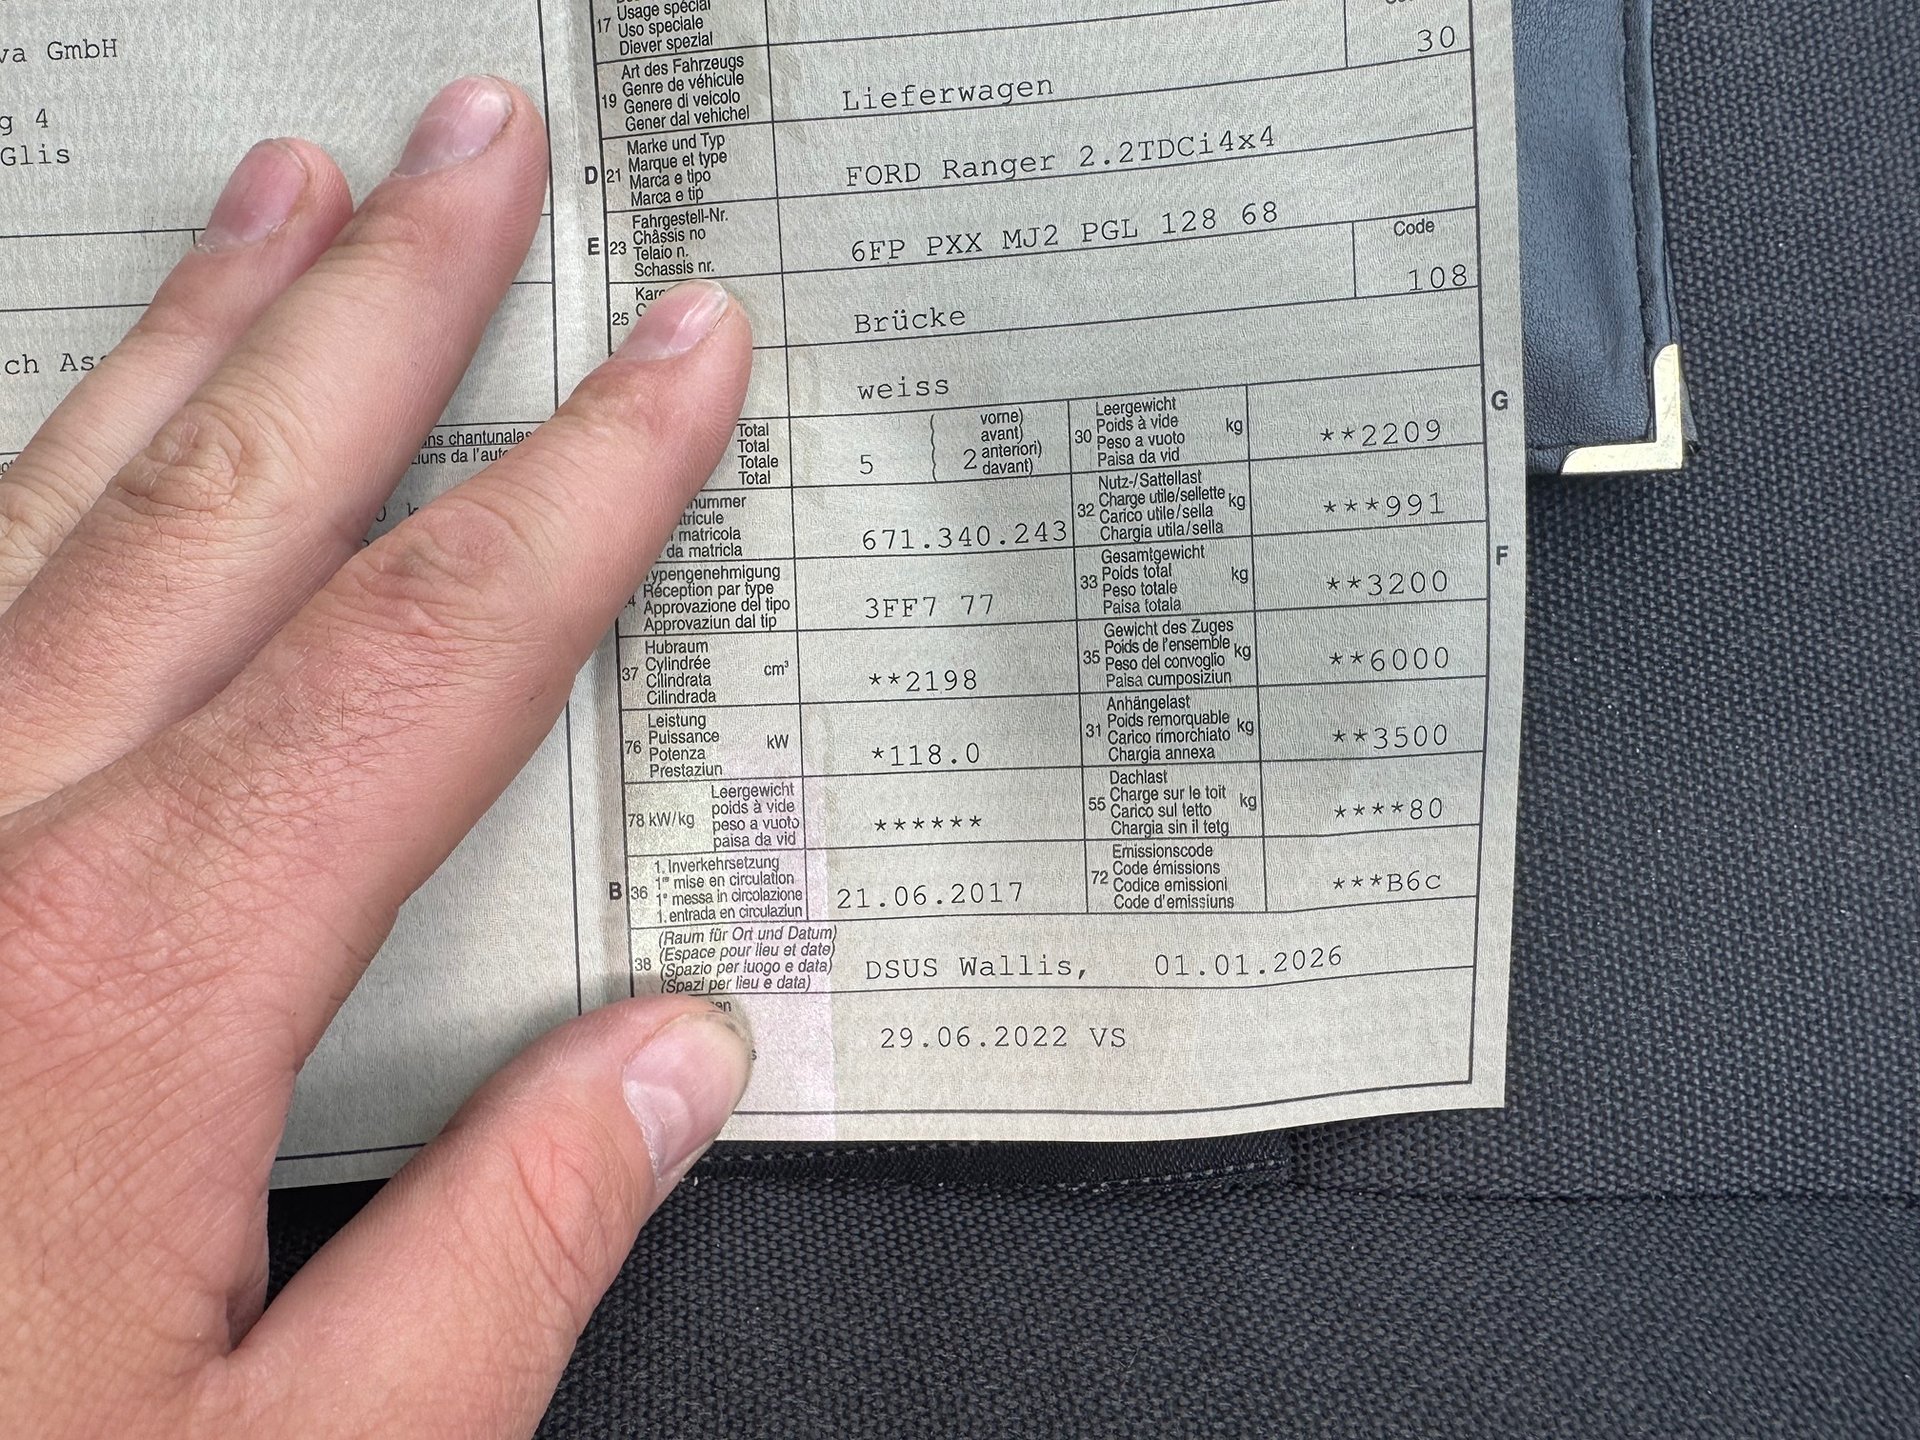 GmbH
4
Glis
ch
chantunalas
17 Usage spécial
Uso speciale
Diever spezial
30
19 Art des Fahrzeugs
Genre de véhicule
Genere di veicolo
Gener dal vehichel
Lieferwagen
D 21 Marke und Typ
Marque et type
Marca e tipo
Marca e tip
FORD Ranger 2.2TDCi4x4
E 23 Fahrgestell-Nr.
Châssis no
Telaio n.
Schassis nr.
6FP PXX MJ2 PGL 128 68
Code
108
25
Brücke
weiss
Total
Total
Totale
Total
5
vorne)
avant)
2 anteriori)
davant)
30 Leergewicht
Poids à vide kg
Peso a vuoto
Paisa da vid
**2209
G
matricola
da matricla
671.340.243
32 Nutz-/Sattellast
Charge utile/sellette kg
Carico utile/sella
Chargia utila/sella
***991
Réception par type
Approvazione del tipo
Approvaziun dal tip
3FF7 77
33 Gesamtgewicht
Poids total kg
Peso totale
Paisa totala
**3200
F
37 Hubraum
Cylindrée cm³
Cilindrata
Cilindrada
**2198
35 Gewicht des Zuges
Poids de l'ensemble kg
Peso del convoglio
Paisa cumposiziun
**6000
76 Leistung
Puissance kW
Potenza
Prestaziun
*118.0
31 Anhängelast
Poids remorquable kg
Carico rimorchiato
Chargia annexa
**3500
78 kW/kg Leergewicht
poids à vide
peso a vuoto
paisa da vid
******
55 Dachlast
Charge sur le toit kg
Carico sul tetto
Chargia sin il tetg
****80
B 36 1. Inverkehrsetzung
1re mise en circulation
1a messa in circolazione
1. entrada en circulaziun
21.06.2017
72 Emissionscode
Code émissions
Codice emissioni
Code d'emissiuns
***B6c
38 (Raum für Ort und Datum)
(Espace pour lieu et date)
(Spazio per luogo e data)
(Spazi per lieu e data)
DSUS Wallis, 01.01.2026
29.06.2022 VS